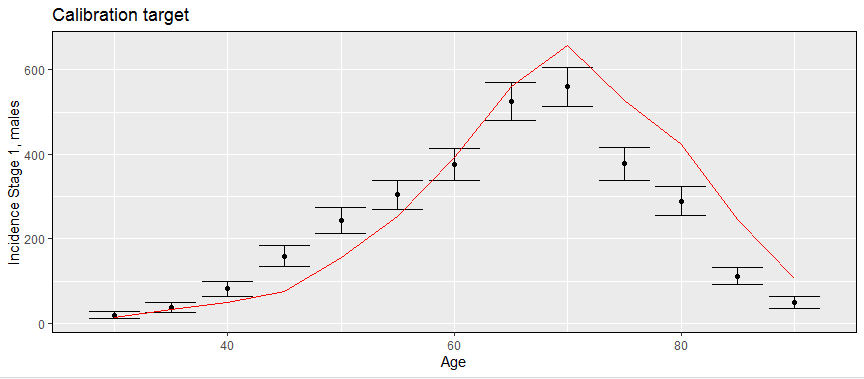 Calibration target
Incidence Stage 1, males
600
400
200
0
40 60 80
Age